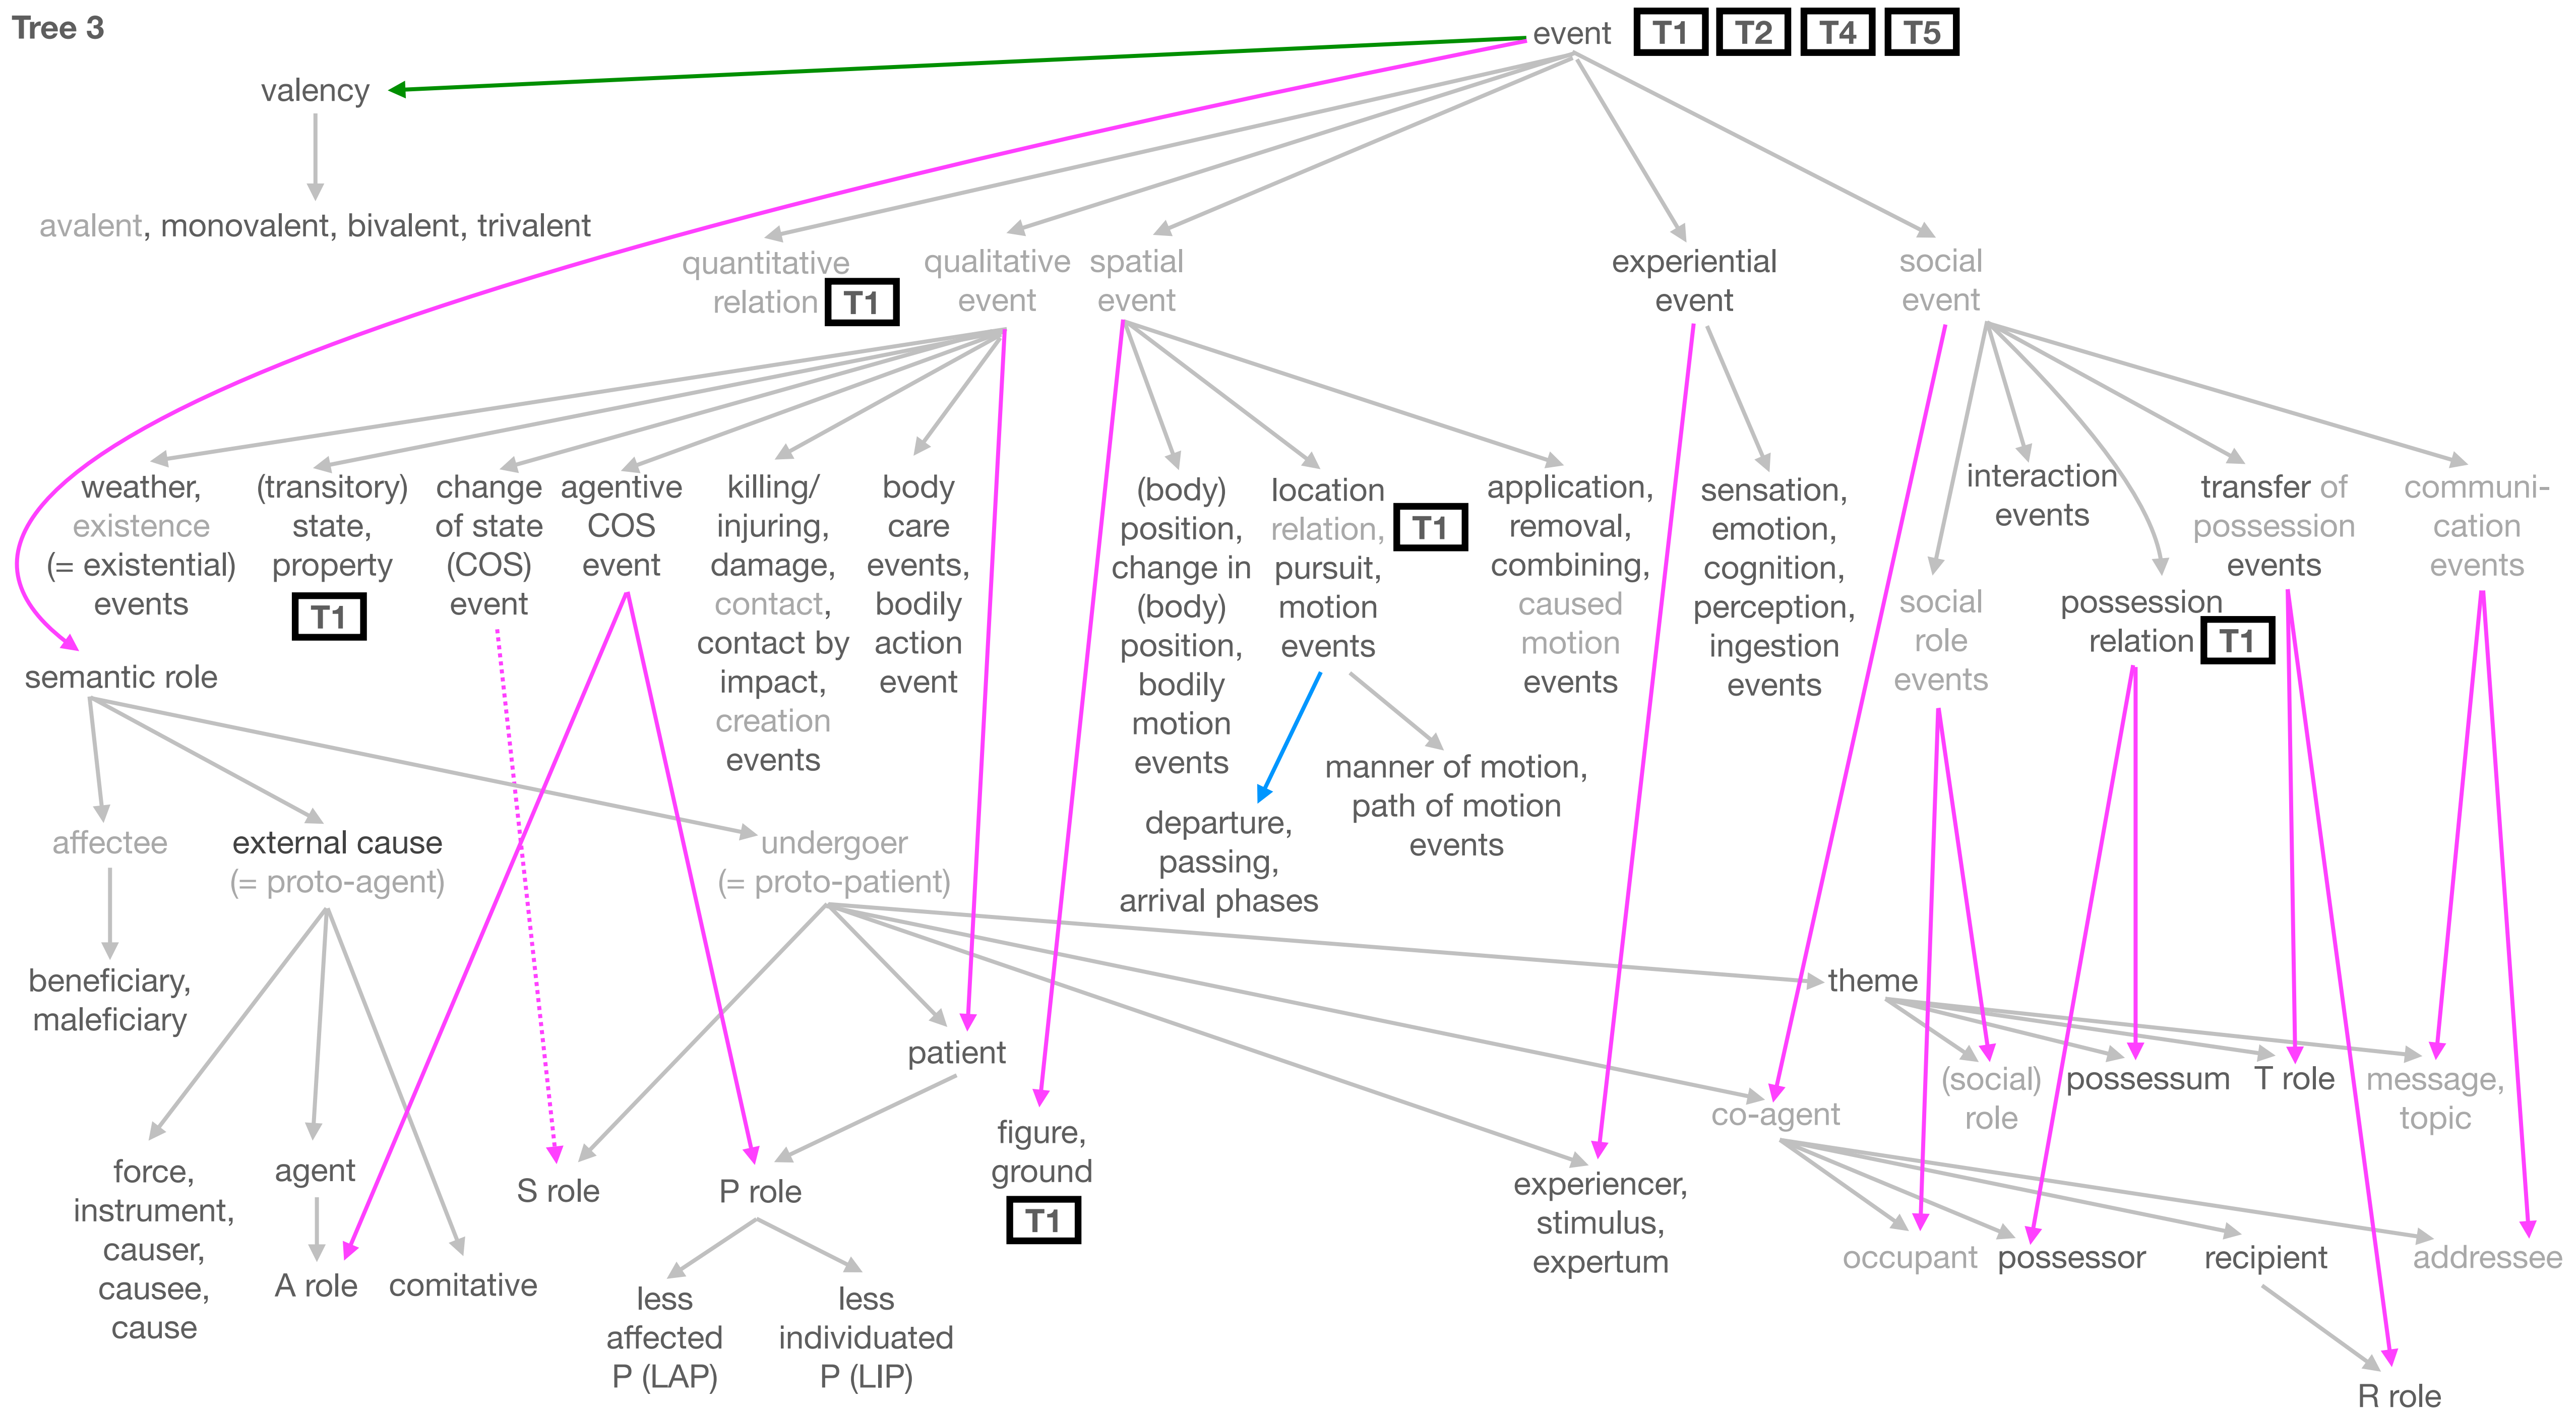 Tree 3
event T1 T2 T4 T5
valency
avalent, monovalent, bivalent, trivalent
quantitative
relation T1
qualitative
event
spatial
event
experiential
event
social
event
weather,
existence
(= existential)
events
(transitory)
state,
property
T1
change
of state
(COS)
event
agentive
COS
event
killing/
injuring,
damage,
contact,
contact by
impact,
creation
events
body
care
events,
bodily
action
event
(body)
position,
change in
(body)
position,
bodily
motion
events
location
relation,
pursuit,
motion
events
T1
application,
removal,
combining,
caused
motion
events
sensation,
emotion,
cognition,
perception,
ingestion
events
interaction
events
transfer of
possession
events
communi-
cation
events
social
role
events
possession
relation T1
semantic role
manner of motion,
path of motion
events
departure,
passing,
arrival phases
affectee
external cause
(= proto-agent)
undergoer
(= proto-patient)
beneficiary,
maleficiary
theme
patient
(social)
role
possessum
T role
message,
topic
co-agent
figure,
ground
T1
force,
instrument,
causer,
causee,
cause
agent
S role
P role
experiencer,
stimulus,
expertum
A role
comitative
occupant
possessor
recipient
addressee
less
affected
P (LAP)
less
individuated
P (LIP)
R role